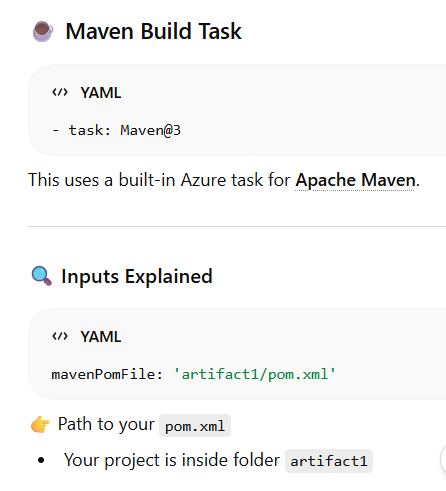 Maven Build Task
YAML
- task: Maven@3
This uses a built-in Azure task for Apache Maven.
Inputs Explained
YAML
mavenPomFile: 'artifact1/pom.xml'
Path to your pom.xml
Your project is inside folder artifact1